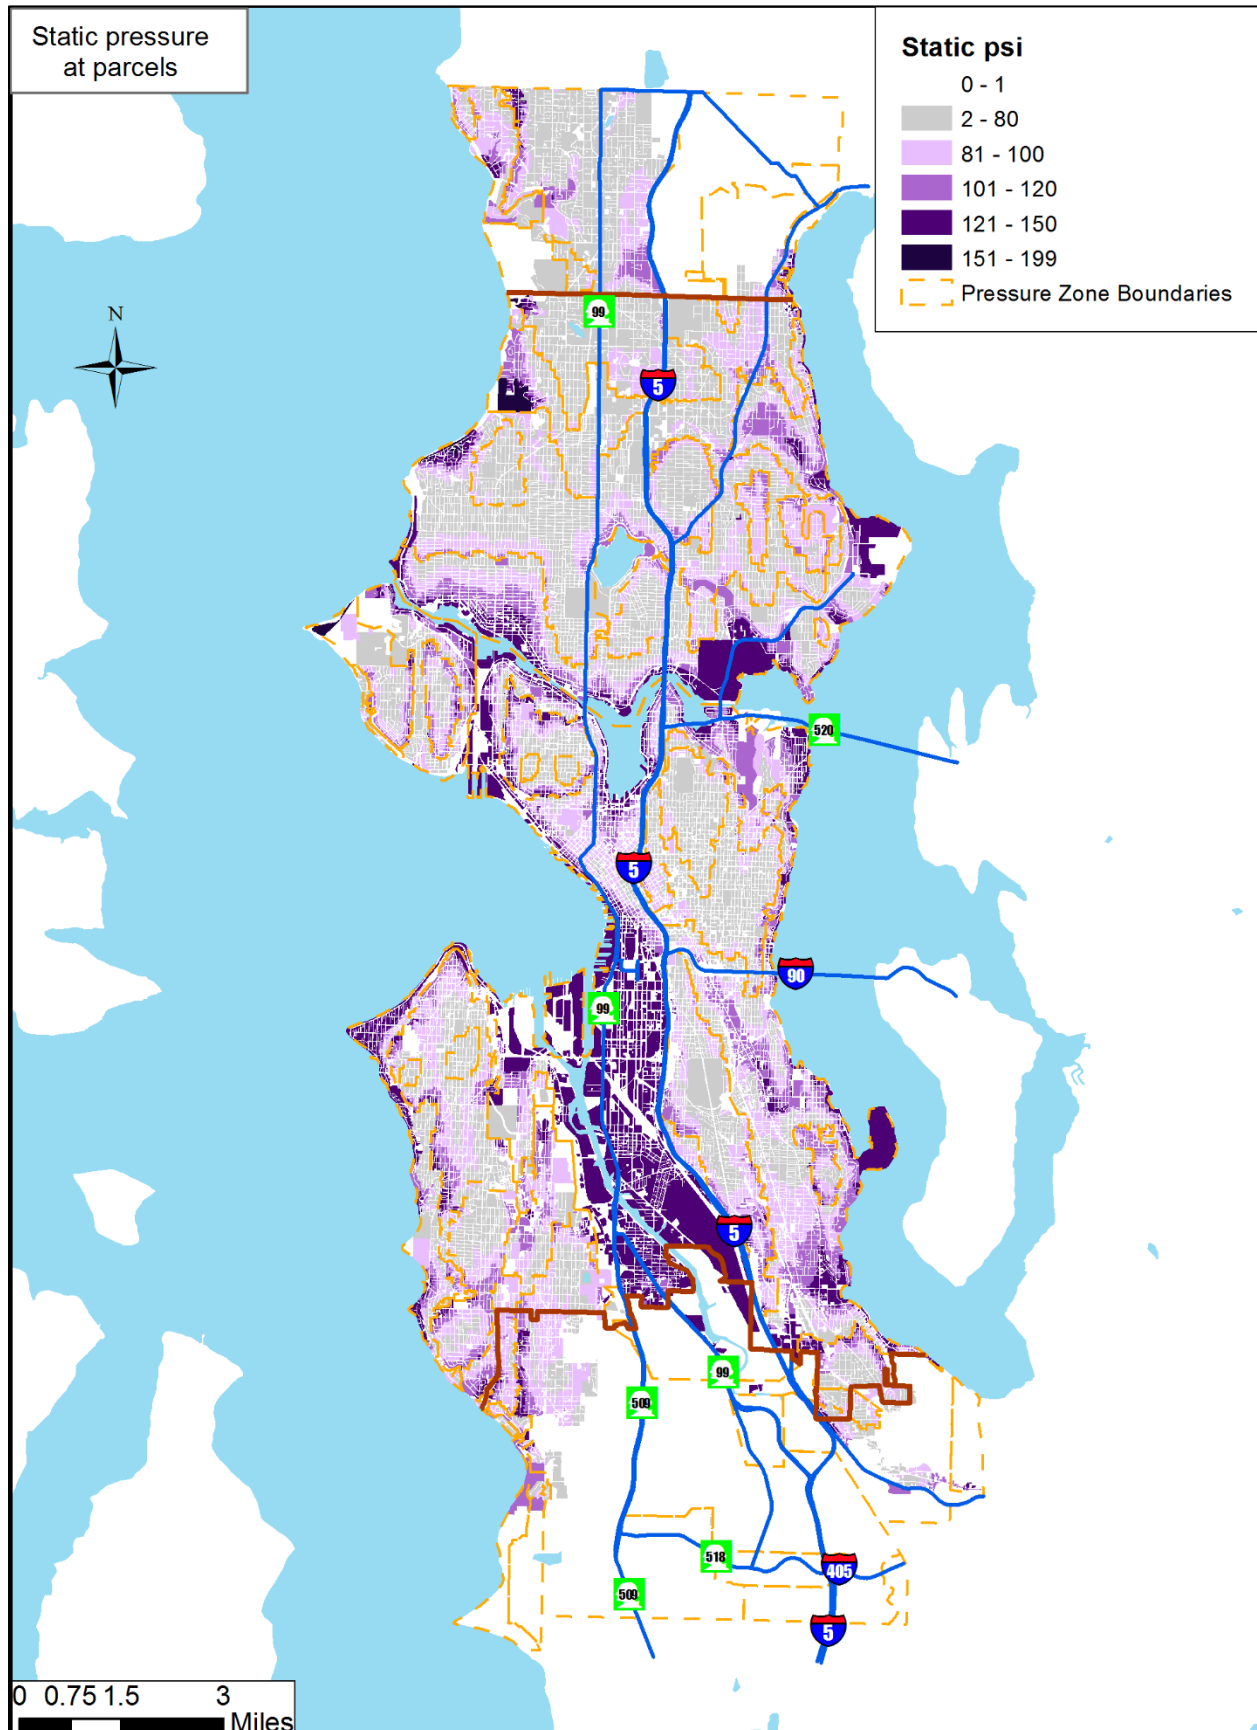 Static pressure
at parcels
Static psi
0 - 1
2 - 80
81 - 100
101 - 120
121 - 150
151 - 199
Pressure Zone Boundaries
N
99
5
520
5
90
99
5
99
509
518
405
509
5
0 0.75 1.5 3
Miles